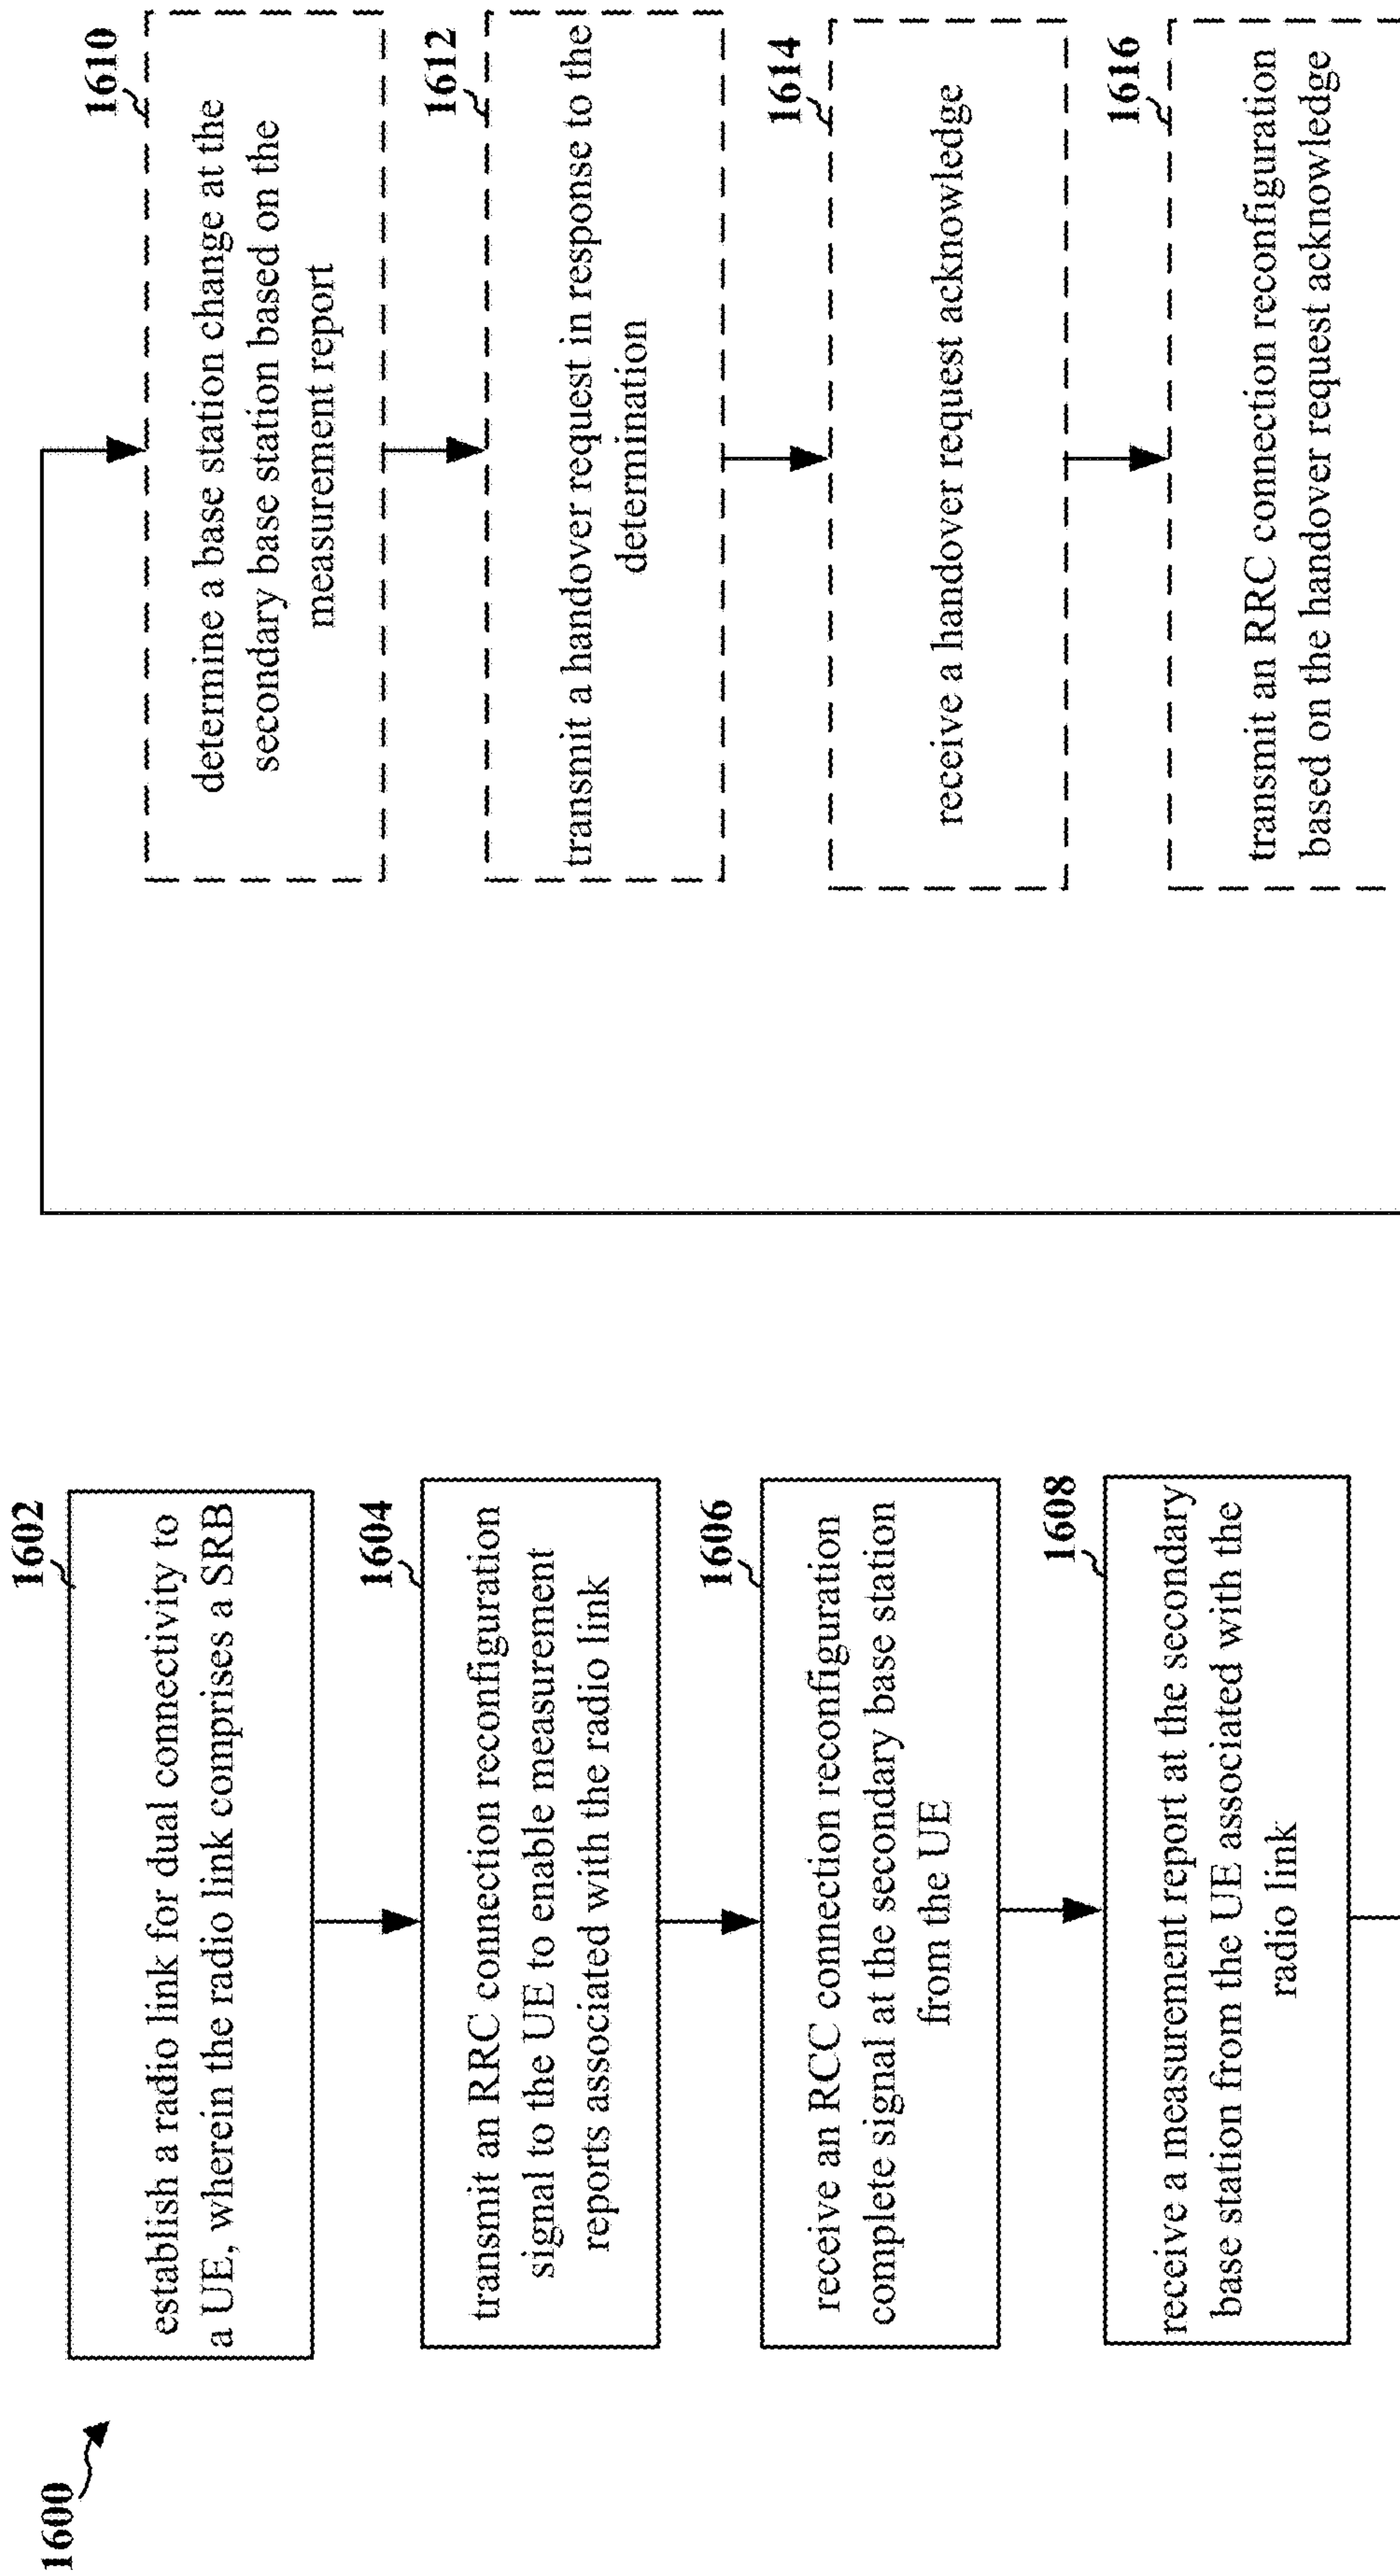 1600
1602
establish a radio link for dual connectivity to
a UE, wherein the radio link comprises a SRB
1604
transmit an RRC connection reconfiguration
signal to the UE to enable measurement
reports associated with the radio link
1606
receive an RCC connection reconfiguration
complete signal at the secondary base station
from the UE
1608
receive a measurement report at the secondary
base station from the UE associated with the
radio link
1610
determine a base station change at the
secondary base station based on the
measurement report
1612
transmit a handover request in response to the
determination
1614
receive a handover request acknowledge
1616
transmit an RRC connection reconfiguration
based on the handover request acknowledge